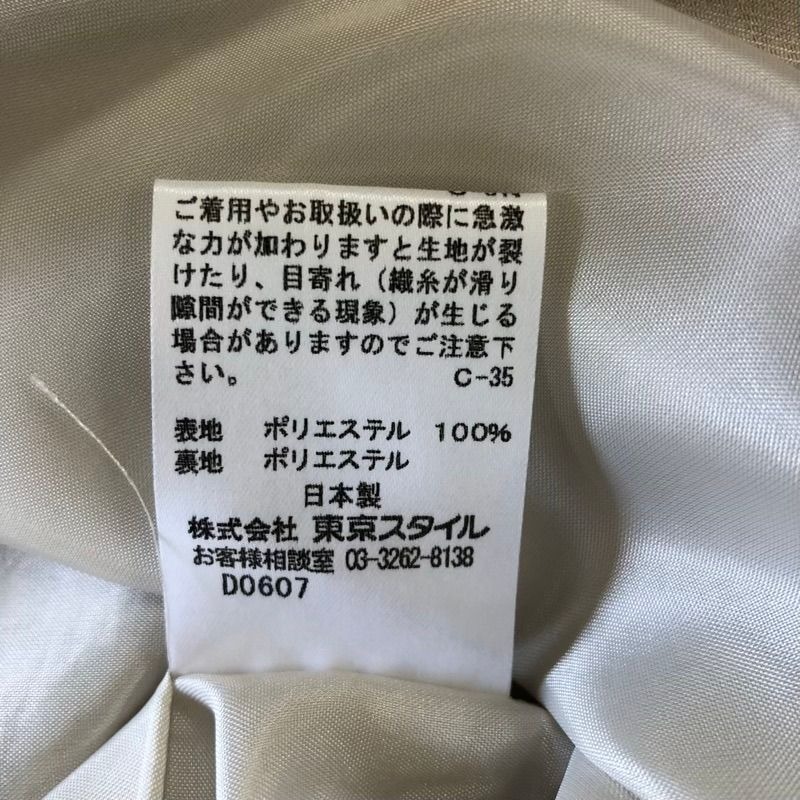 ご着用やお取扱いの際に急激
な力が加わりますと生地が裂
けたり、目寄れ（織糸が滑り
隙間ができる現象）が生じる
場合がありますのでご注意下
さい。 C-35
表地 ポリエステル 100%
裏地 ポリエステル
日本製
株式会社 東京スタイル
お客様相談室 03-3262-8138
D0607